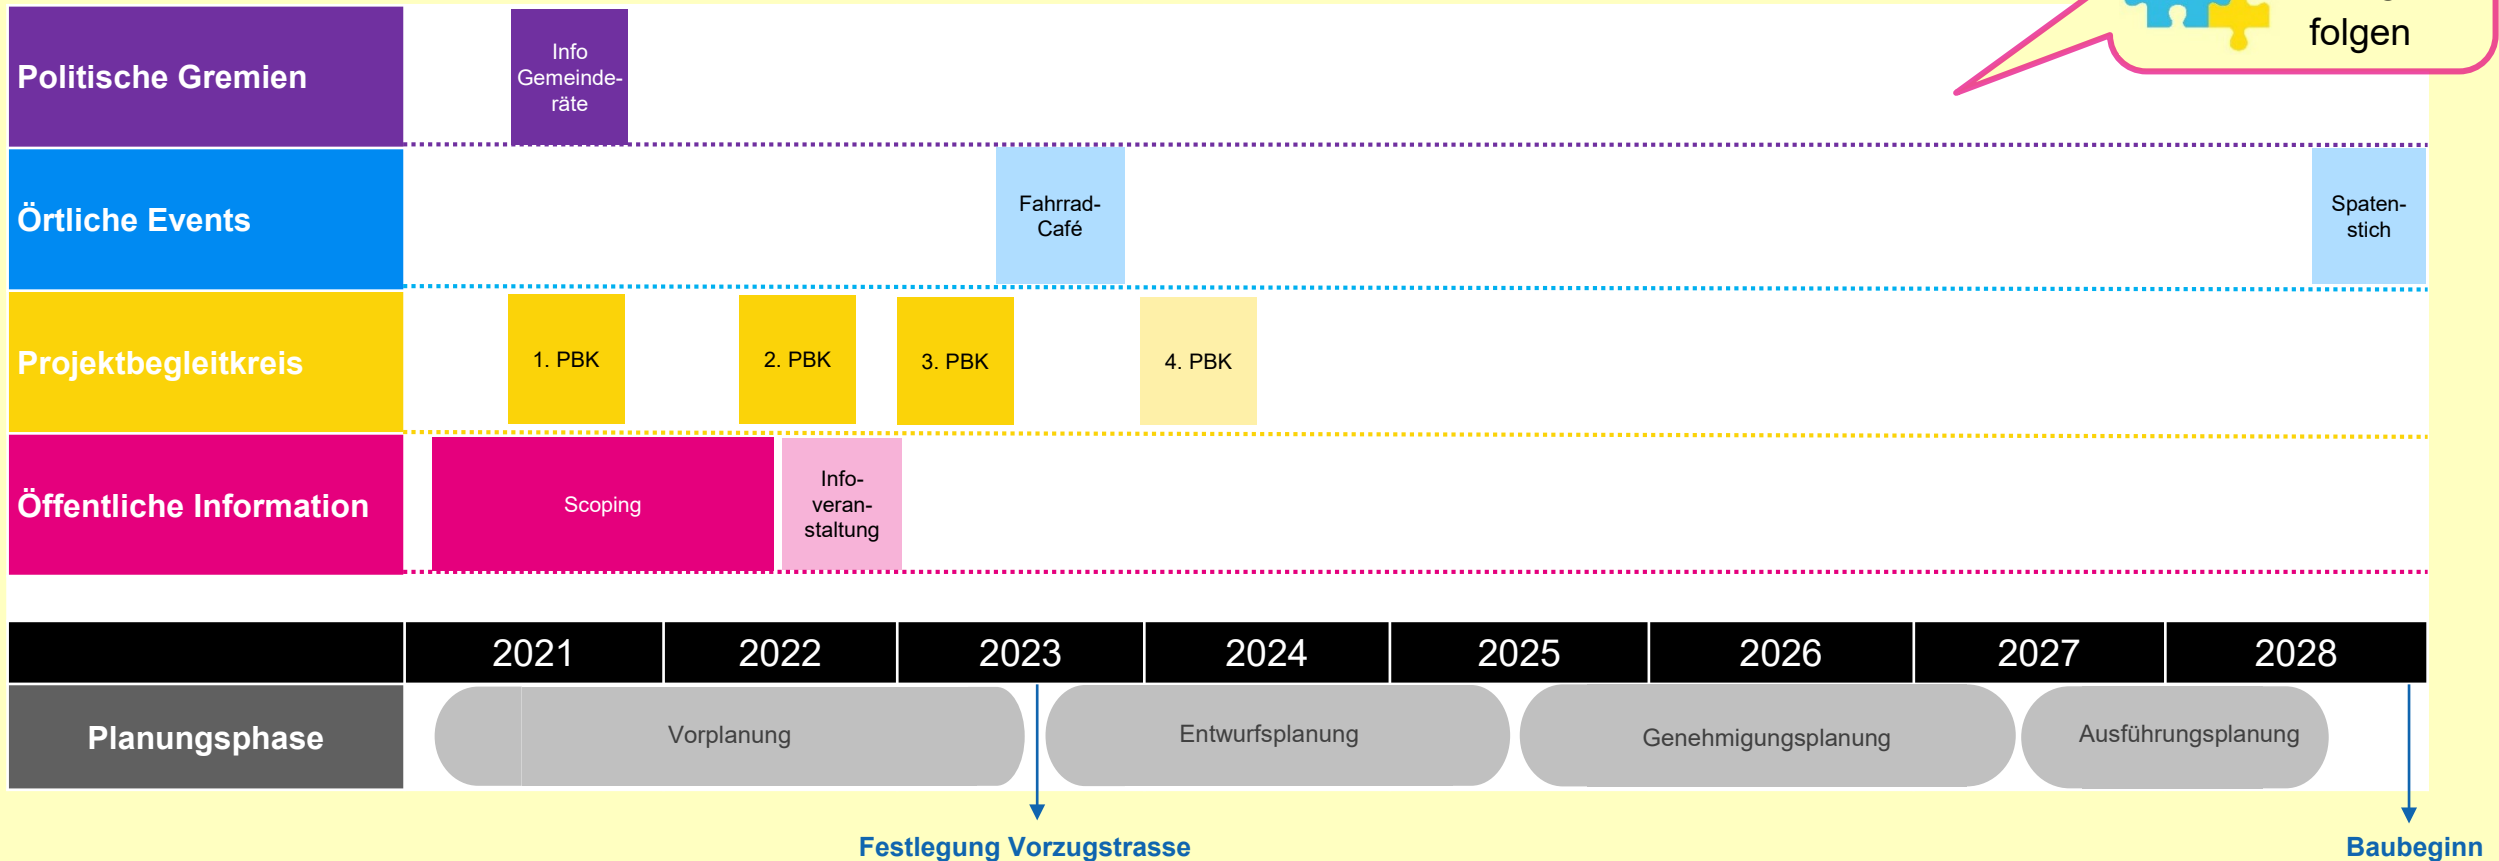 folgen
Politische Gremien
Info
Gemeinde-
räte
Örtliche Events
Fahrrad-
Café
Spaten-
stich
Projektbegleitkreis
1. PBK
2. PBK
3. PBK
4. PBK
Öffentliche Information
Scoping
Info-
veran-
staltung
2021
2022
2023
2024
2025
2026
2027
2028
Planungsphase
Vorplanung
Entwurfsplanung
Genehmigungsplanung
Ausführungsplanung
Festlegung Vorzugstrasse
Baubeginn